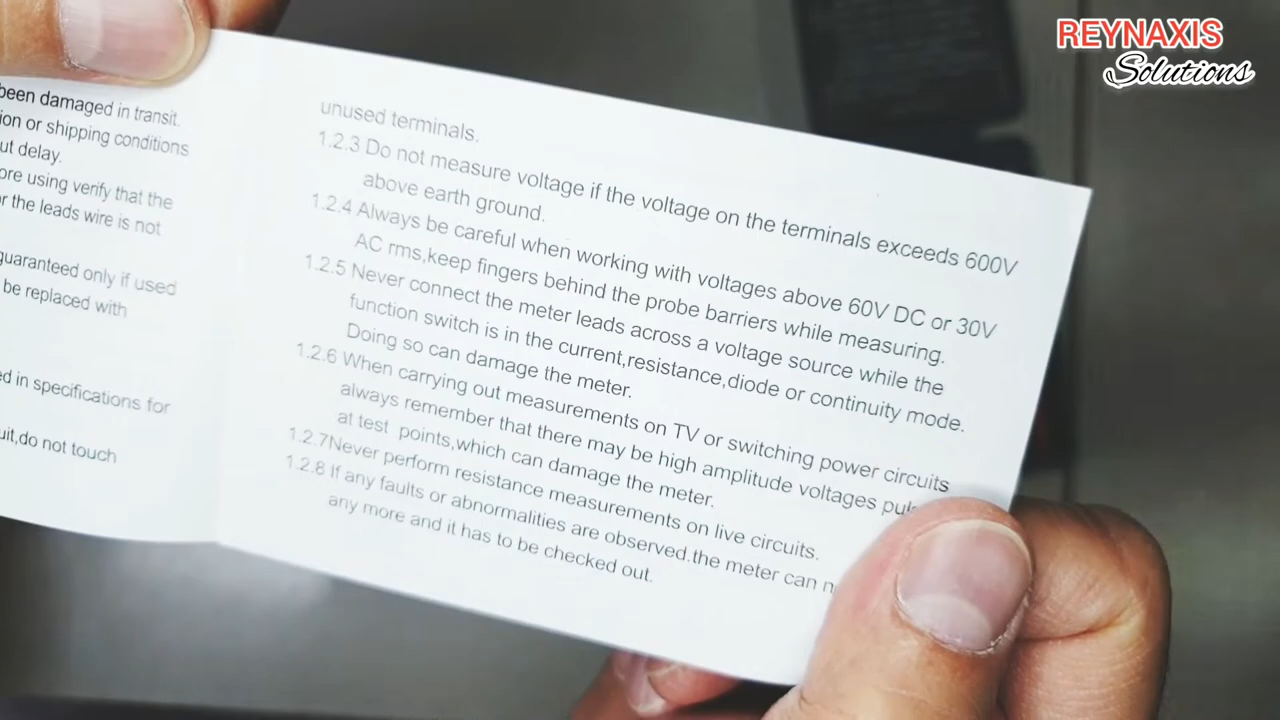 REYNAXIS
Solutions
been damaged in transit.
ion or shipping conditions
ut delay.
ore using verify that the
r the leads wire is not
guaranteed only if used
be replaced with
ed in specifications for
uit,do not touch
unused terminals.
1.2.3 Do not measure voltage if the voltage on the terminals exceeds 600V
above earth ground.
1.2.4 Always be careful when working with voltages above 60V DC or 30V
AC rms,keep fingers behind the probe barriers while measuring.
1.2.5 Never connect the meter leads across a voltage source while the
function switch is in the current,resistance,diode or continuity mode.
Doing so can damage the meter.
1.2.6 When carrying out measurements on TV or switching power circuits
always remember that there may be high amplitude voltages pul
at test points,which can damage the meter.
1.2.7Never perform resistance measurements on live circuits.
1.2.8 If any faults or abnormalities are observed.the meter can n
any more and it has to be checked out.